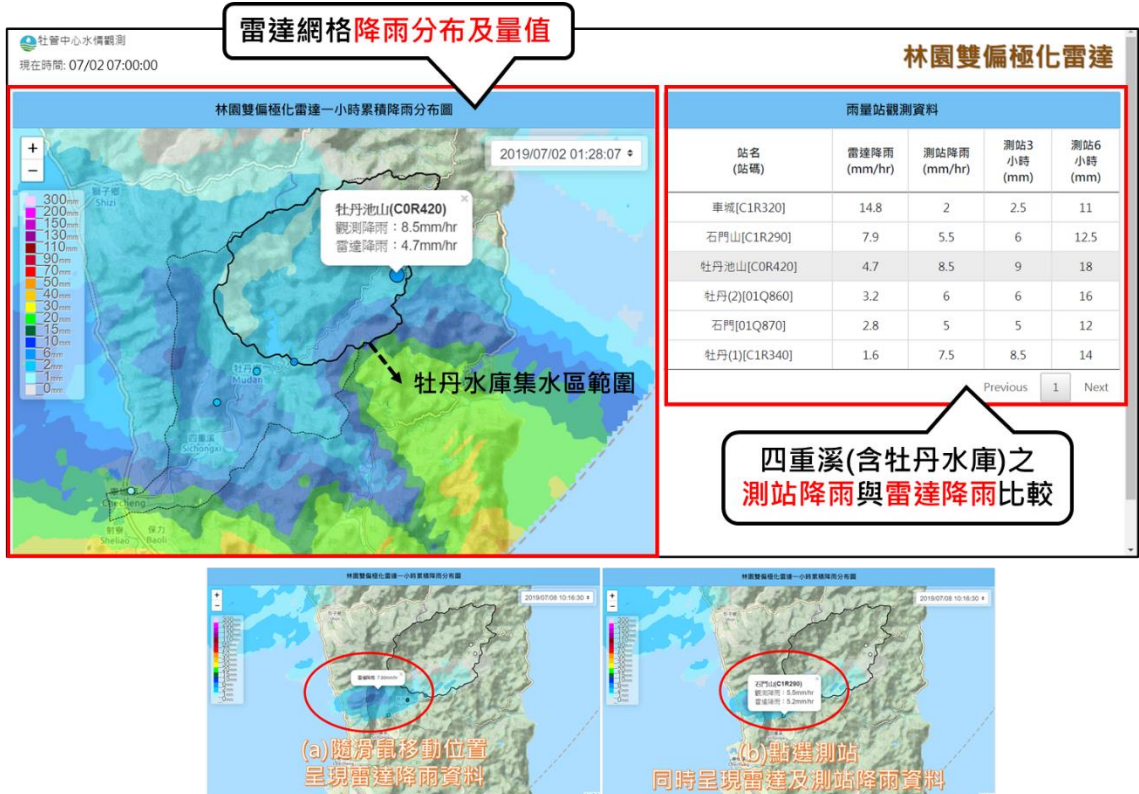 雷達網格降雨分布及量值
牡管中心水情觀測
現在時間: 07/02 07:00:00
林園雙偏極化雷達
林園雙偏極化雷達一小時累積降雨分布圖
+
−
2019/07/02 01:28:07
300mm
200mm
150mm
130mm
110mm
90mm
70mm
50mm
40mm
30mm
20mm
15mm
10mm
6mm
2mm
1mm
0mm
獅子鄉
Shizi
牡丹池山(C0R420)
觀測降雨：8.5mm/hr
雷達降雨：4.7mm/hr
×
牡丹水庫集水區範圍
Mudan
四重溪
Sichongxi
Checheng
射寮 保力
Sheliao Baoli
雨量站觀測資料
站名 (站碼) 雷達降雨 (mm/hr) 測站降雨 (mm/hr) 測站3小時 (mm) 測站6小時 (mm)
車城[C1R320] 14.8 2 2.5 11
石門山[C1R290] 7.9 5.5 6 12.5
牡丹池山[C0R420] 4.7 8.5 9 18
牡丹(2)[01Q860] 3.2 6 6 16
石門[01Q870] 2.8 5 5 12
牡丹(1)[C1R340] 1.6 7.5 8.5 14
Previous 1 Next
四重溪(含牡丹水庫)之
測站降雨與雷達降雨比較
林園雙偏極化雷達一小時累積降雨分布圖
2019/07/08 10:16:30
(a)隨滑鼠移動位置
呈現雷達降雨資料
林園雙偏極化雷達一小時累積降雨分布圖
2019/07/08 10:16:30
石門山(C1R290)
觀測降雨：5.5mm/hr
雷達降雨：5.2mm/hr
(b)點選測站
同時呈現雷達及測站降雨資料